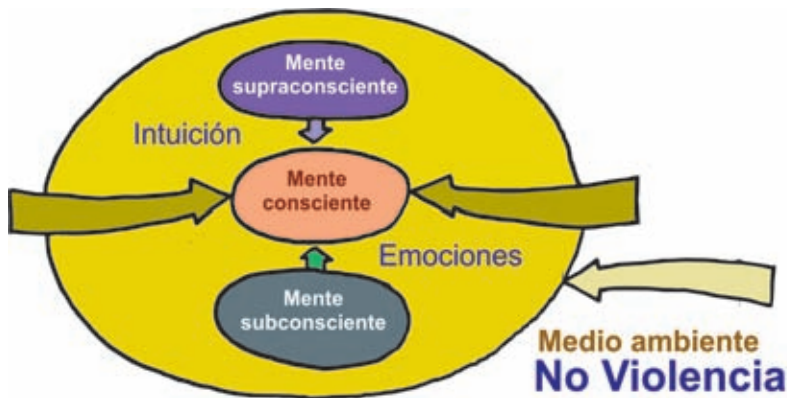 Mente
supraconsciente
Intuición
Mente
consciente
Emociones
Mente
subconsciente
Medio ambiente
No Violencia